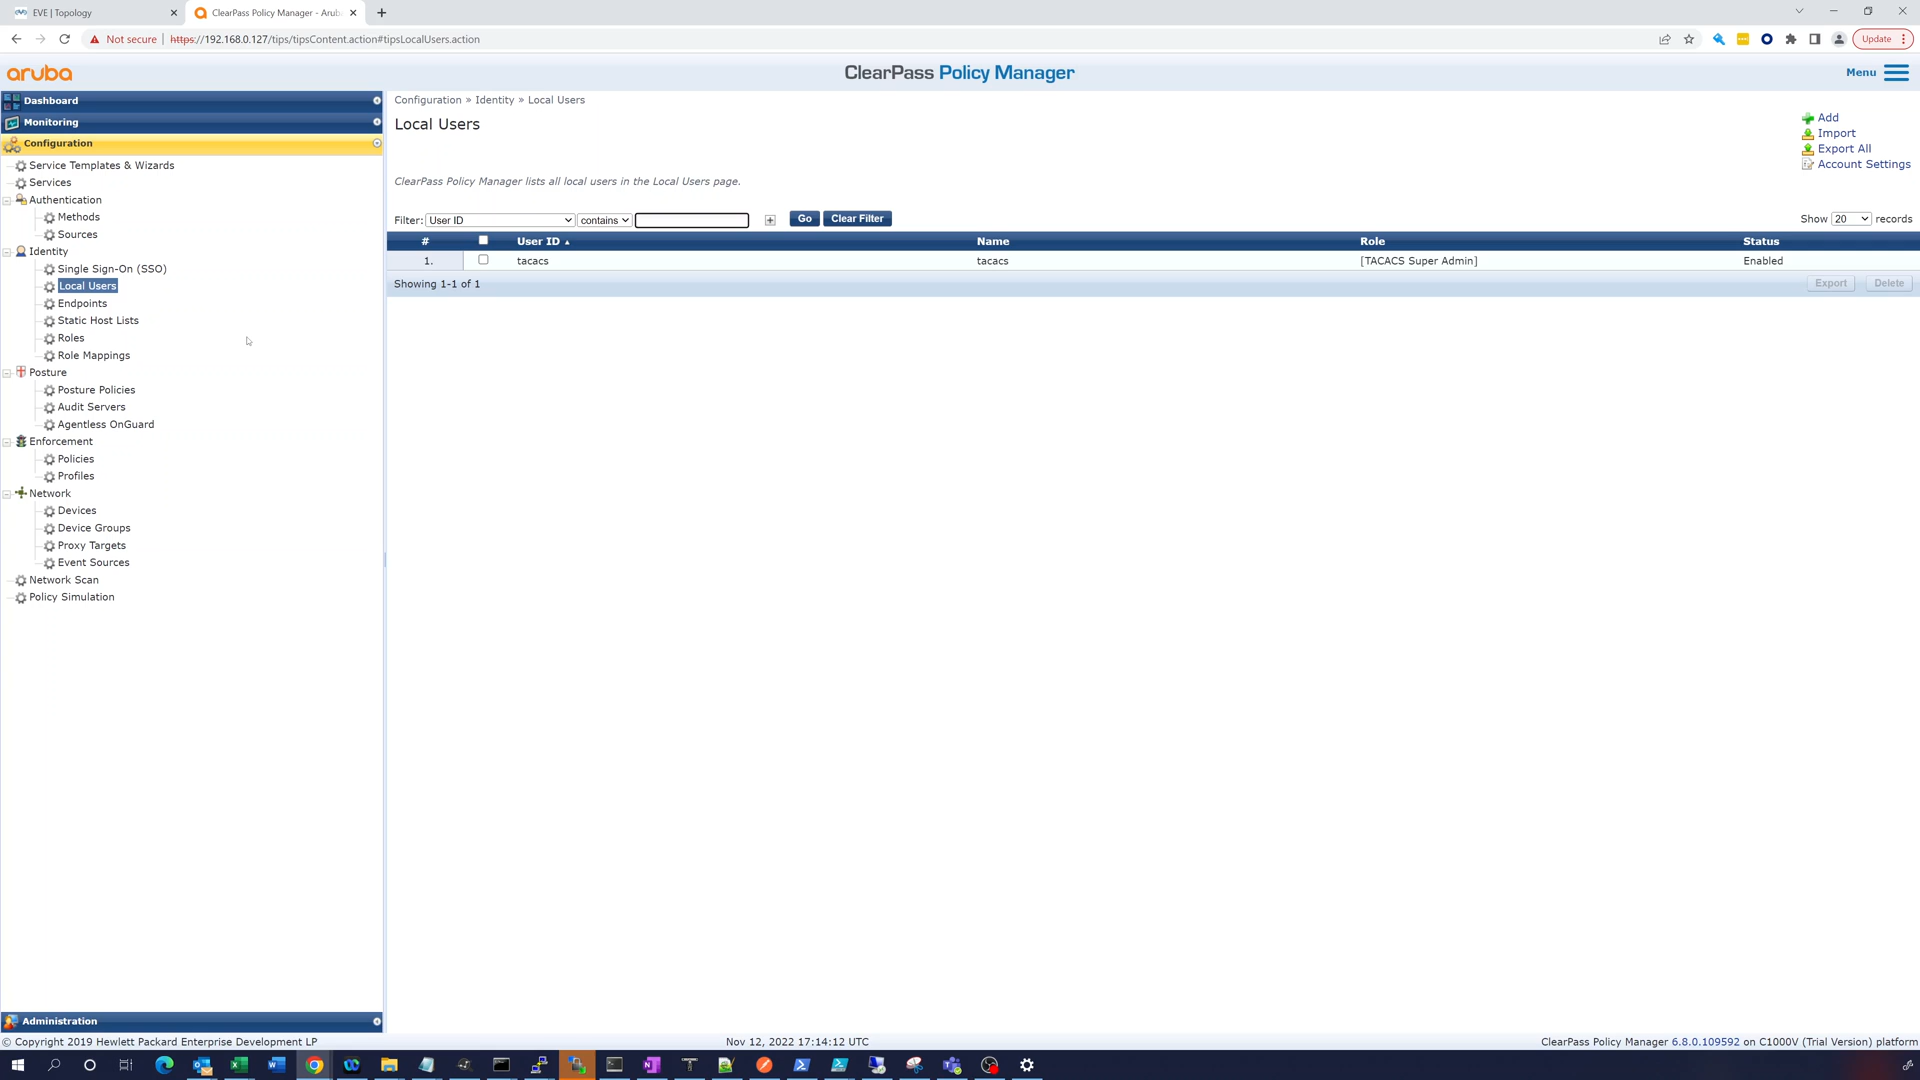 EVE | Topology
ClearPass Policy Manager - Arub
Not secure | https://192.168.0.127/tips/tipsContent.action#tipsLocalUsers.action
Update
aruba
ClearPass Policy Manager
Menu
Dashboard
Monitoring
Configuration
Service Templates & Wizards
Services
Authentication
Methods
Sources
Identity
Single Sign-On (SSO)
Local Users
Endpoints
Static Host Lists
Roles
Role Mappings
Posture
Posture Policies
Audit Servers
Agentless OnGuard
Enforcement
Policies
Profiles
Network
Devices
Device Groups
Proxy Targets
Event Sources
Network Scan
Policy Simulation
Administration
Configuration » Identity » Local Users
Local Users
Add
Import
Export All
Account Settings
ClearPass Policy Manager lists all local users in the Local Users page.
Filter: User ID contains + Go Clear Filter Show 20 records
# User ID ▲ Name Role Status
1. tacacs tacacs [TACACS Super Admin] Enabled
Showing 1-1 of 1 Export Delete
© Copyright 2019 Hewlett Packard Enterprise Development LP Nov 12, 2022 17:14:12 UTC ClearPass Policy Manager 6.8.0.109592 on C1000V (Trial Version) platform